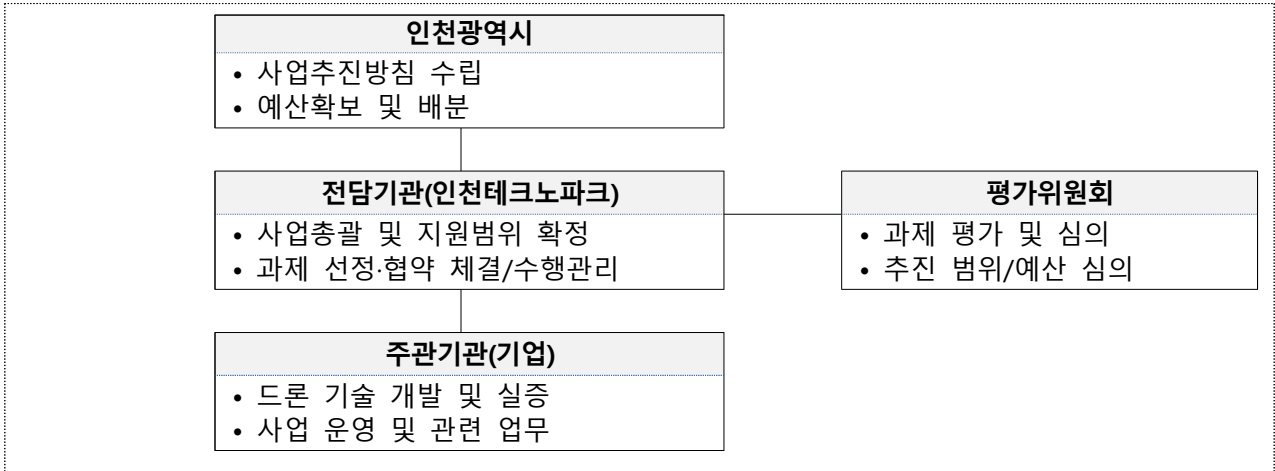 인천광역시
• 사업추진방침 수립
• 예산확보 및 배분
전담기관(인천테크노파크)
• 사업총괄 및 지원범위 확정
• 과제 선정·협약 체결/수행관리
평가위원회
• 과제 평가 및 심의
• 추진 범위/예산 심의
주관기관(기업)
• 드론 기술 개발 및 실증
• 사업 운영 및 관련 업무